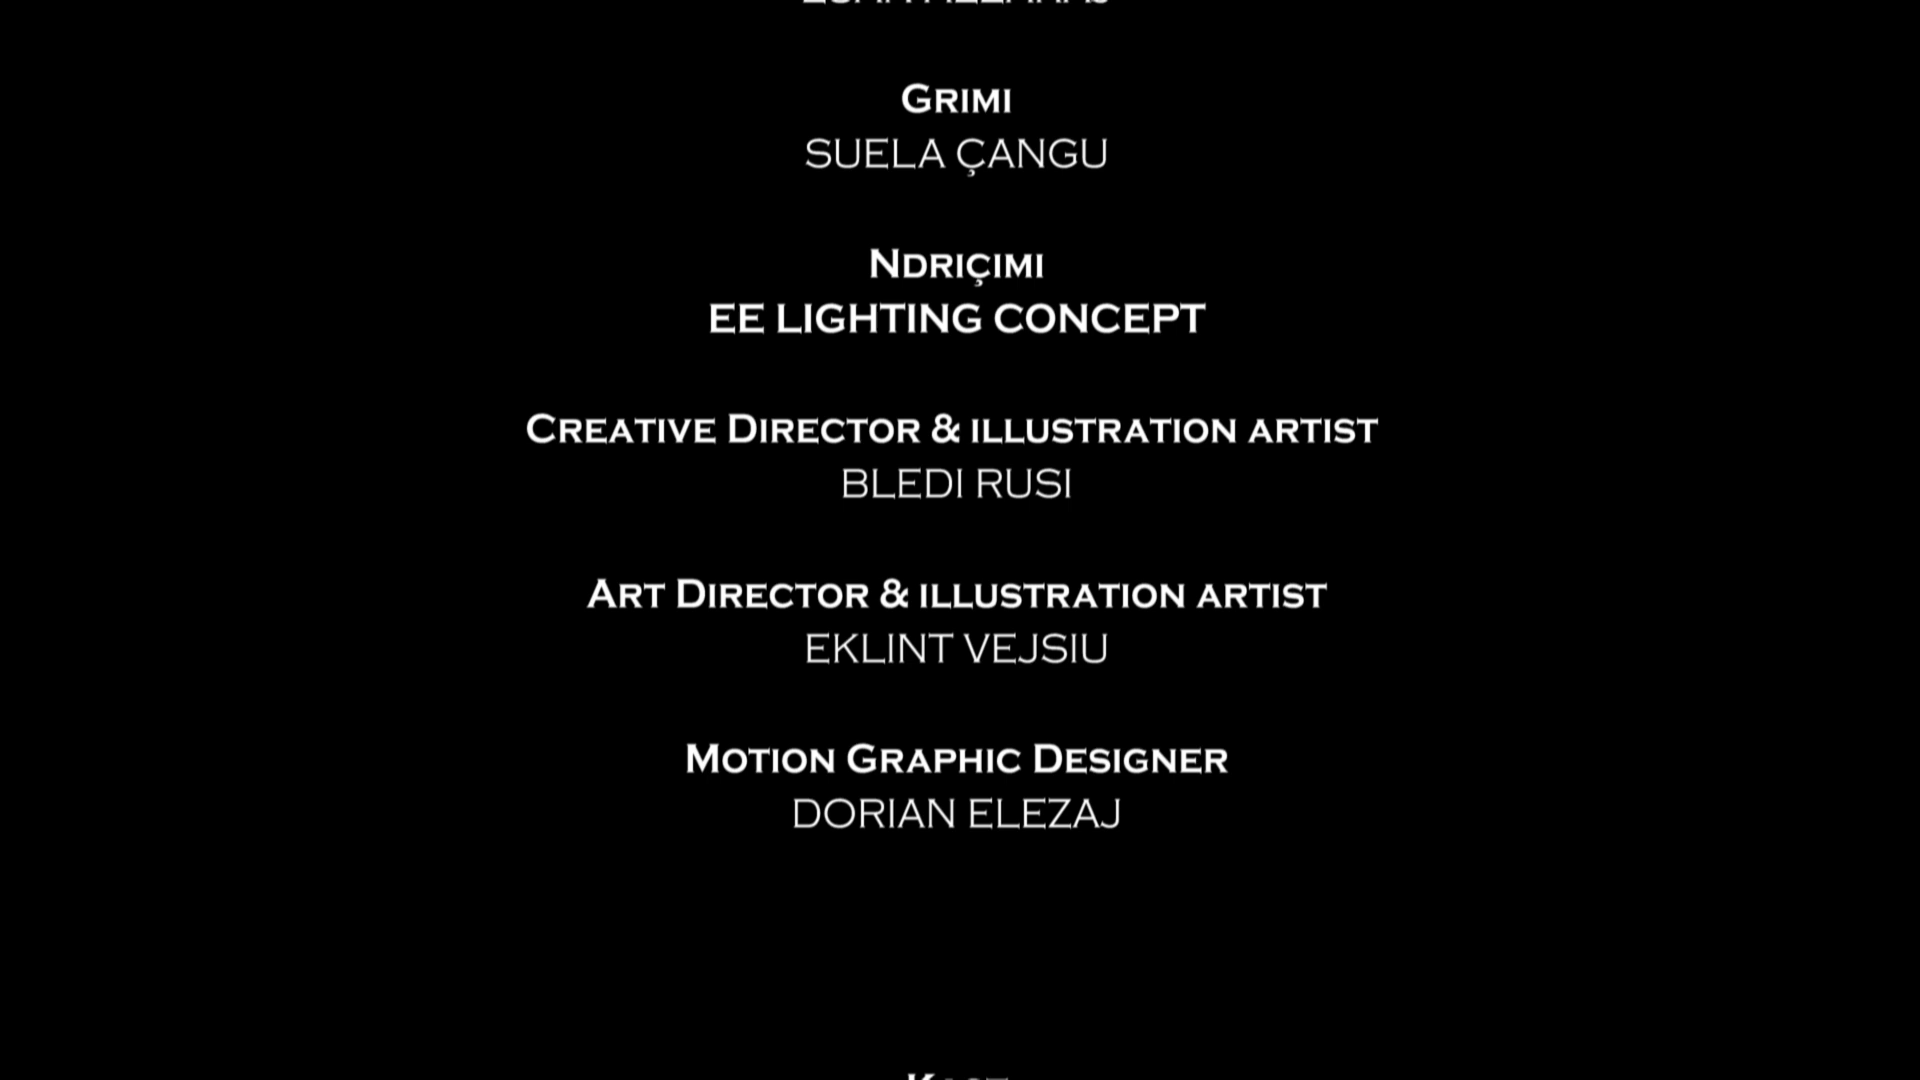 Grimi
SUELA ÇANGU
Ndriçimi
EE LIGHTING CONCEPT
Creative Director & illustration artist
BLEDI RUSI
Art Director & illustration artist
EKLINT VEJSIU
Motion Graphic Designer
DORIAN ELEZAJ